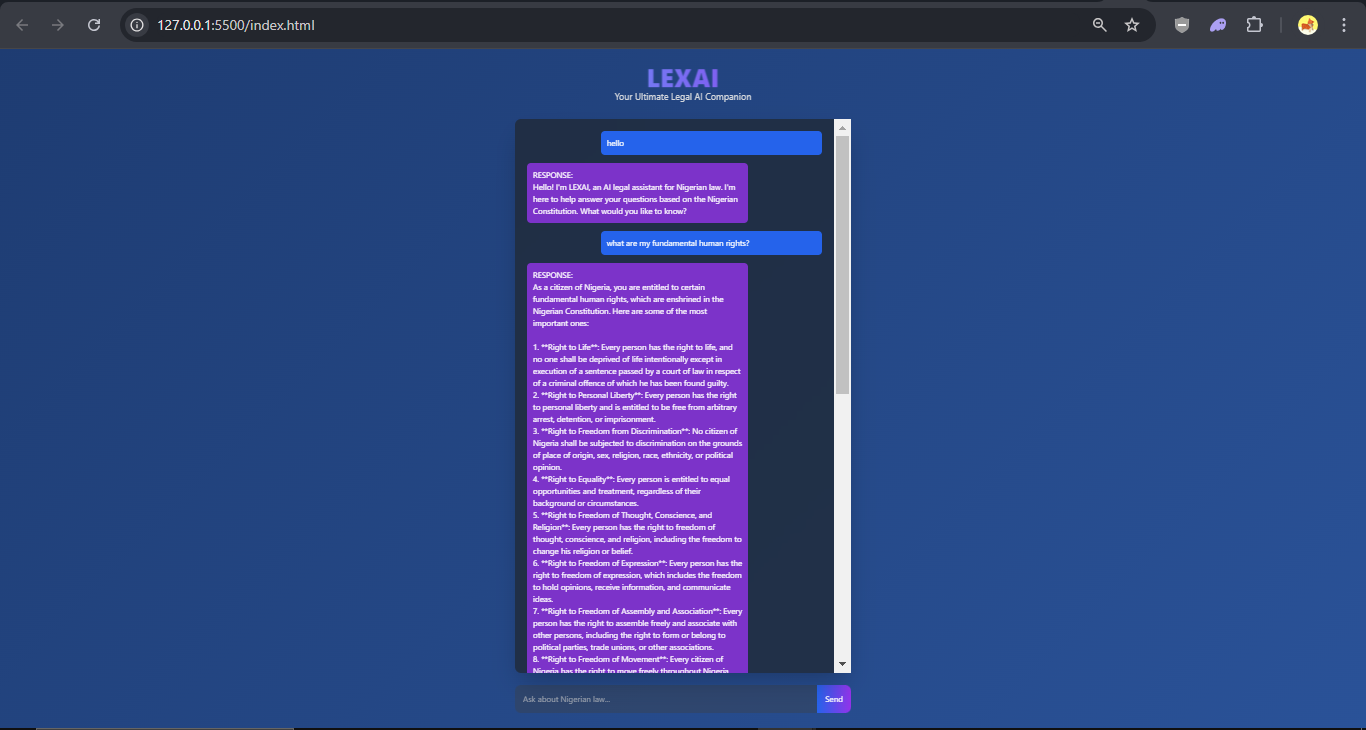 127.0.0.1:5500/index.html
LEXAI
Your Ultimate Legal AI Companion
hello
RESPONSE:
Hello! I'm LEXAI, an AI legal assistant for Nigerian law. I'm
here to help answer your questions based on the Nigerian
Constitution. What would you like to know?
what are my fundamental human rights?
RESPONSE:
As a citizen of Nigeria, you are entitled to certain
fundamental human rights, which are enshrined in the
Nigerian Constitution. Here are some of the most
important ones:
1. **Right to Life**: Every person has the right to life, and
no one shall be deprived of life intentionally except in
execution of a sentence passed by a court of law in respect
of a criminal offence of which he has been found guilty.
2. **Right to Personal Liberty**: Every person has the right
to personal liberty and is entitled to be free from arbitrary
arrest, detention, or imprisonment.
3. **Right to Freedom from Discrimination**: No citizen of
Nigeria shall be subjected to discrimination on the grounds
of place of origin, sex, religion, race, ethnicity, or political
opinion.
4. **Right to Equality**: Every person is entitled to equal
opportunities and treatment, regardless of their
background or circumstances.
5. **Right to Freedom of Thought, Conscience, and
Religion**: Every person has the right to freedom of
thought, conscience, and religion, including the freedom to
change his religion or belief.
6. **Right to Freedom of Expression**: Every person has the
right to freedom of expression, which includes the freedom
to hold opinions, receive information, and communicate
ideas.
7. **Right to Freedom of Assembly and Association**: Every
person has the right to assemble freely and associate with
other persons, including the right to form or belong to
political parties, trade unions, or other associations.
8. **Right to Freedom of Movement**: Every citizen of
Nigeria has the right to move freely throughout Nigeria
Ask about Nigerian law...
Send